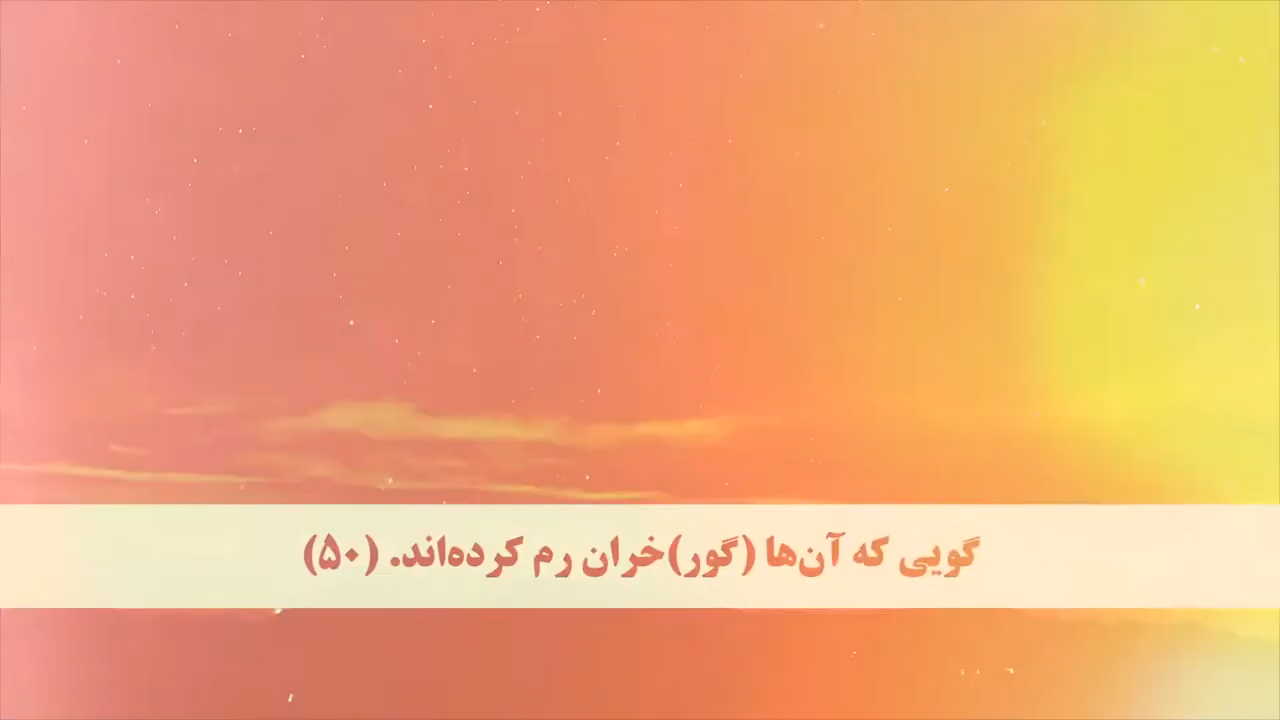 گویی که آن‌ها (گور)خران رم کرده‌اند. (۵۰)